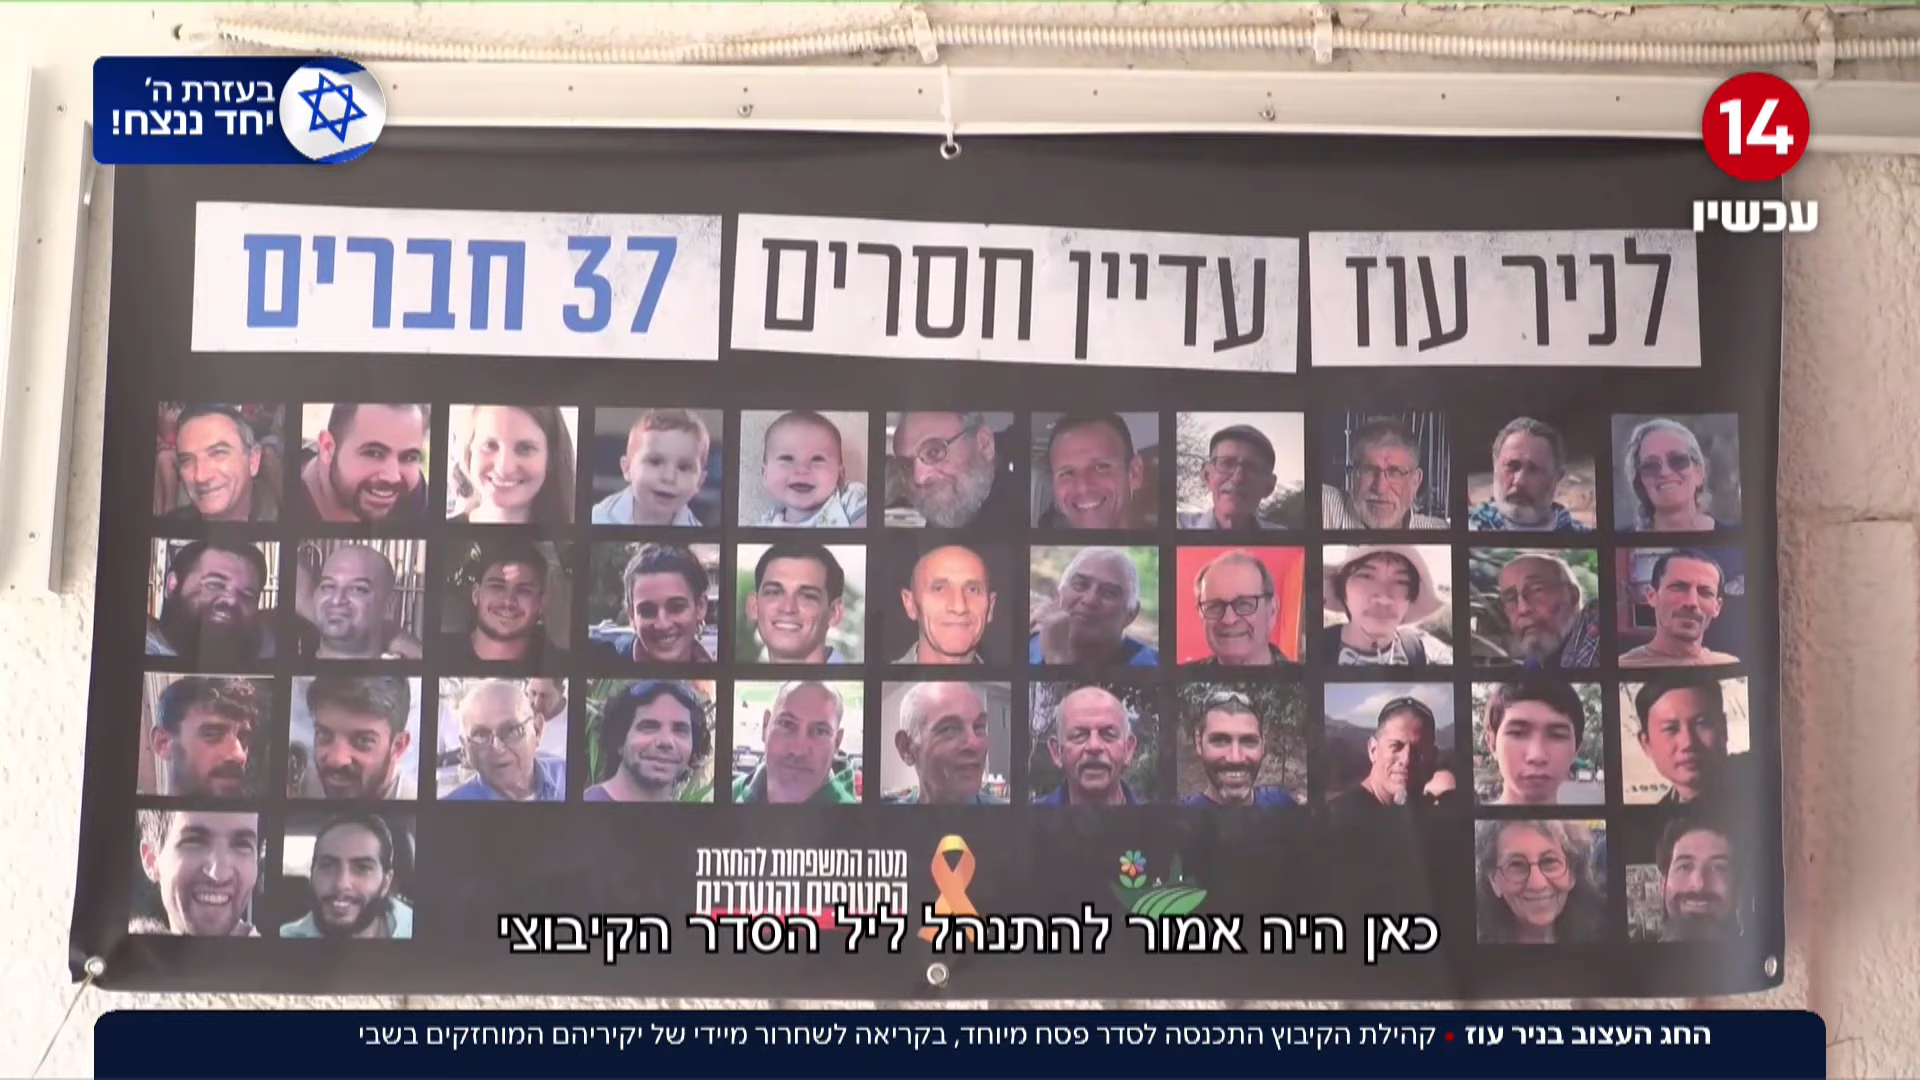 בעזרת ה'
יחד ננצח!
14
עכשיו
לניר עוז עדיין חסרים 37 חברים
1955
מטה המשפחות להחזרת
החטופים והנעדרים
כאן היה אמור להתנהל ליל הסדר הקיבוצי
החג העצוב בניר עוז • קהילת הקיבוץ התכנסה לסדר פסח מיוחד, בקריאה לשחרור מיידי של יקיריהם המוחזקים בשבי